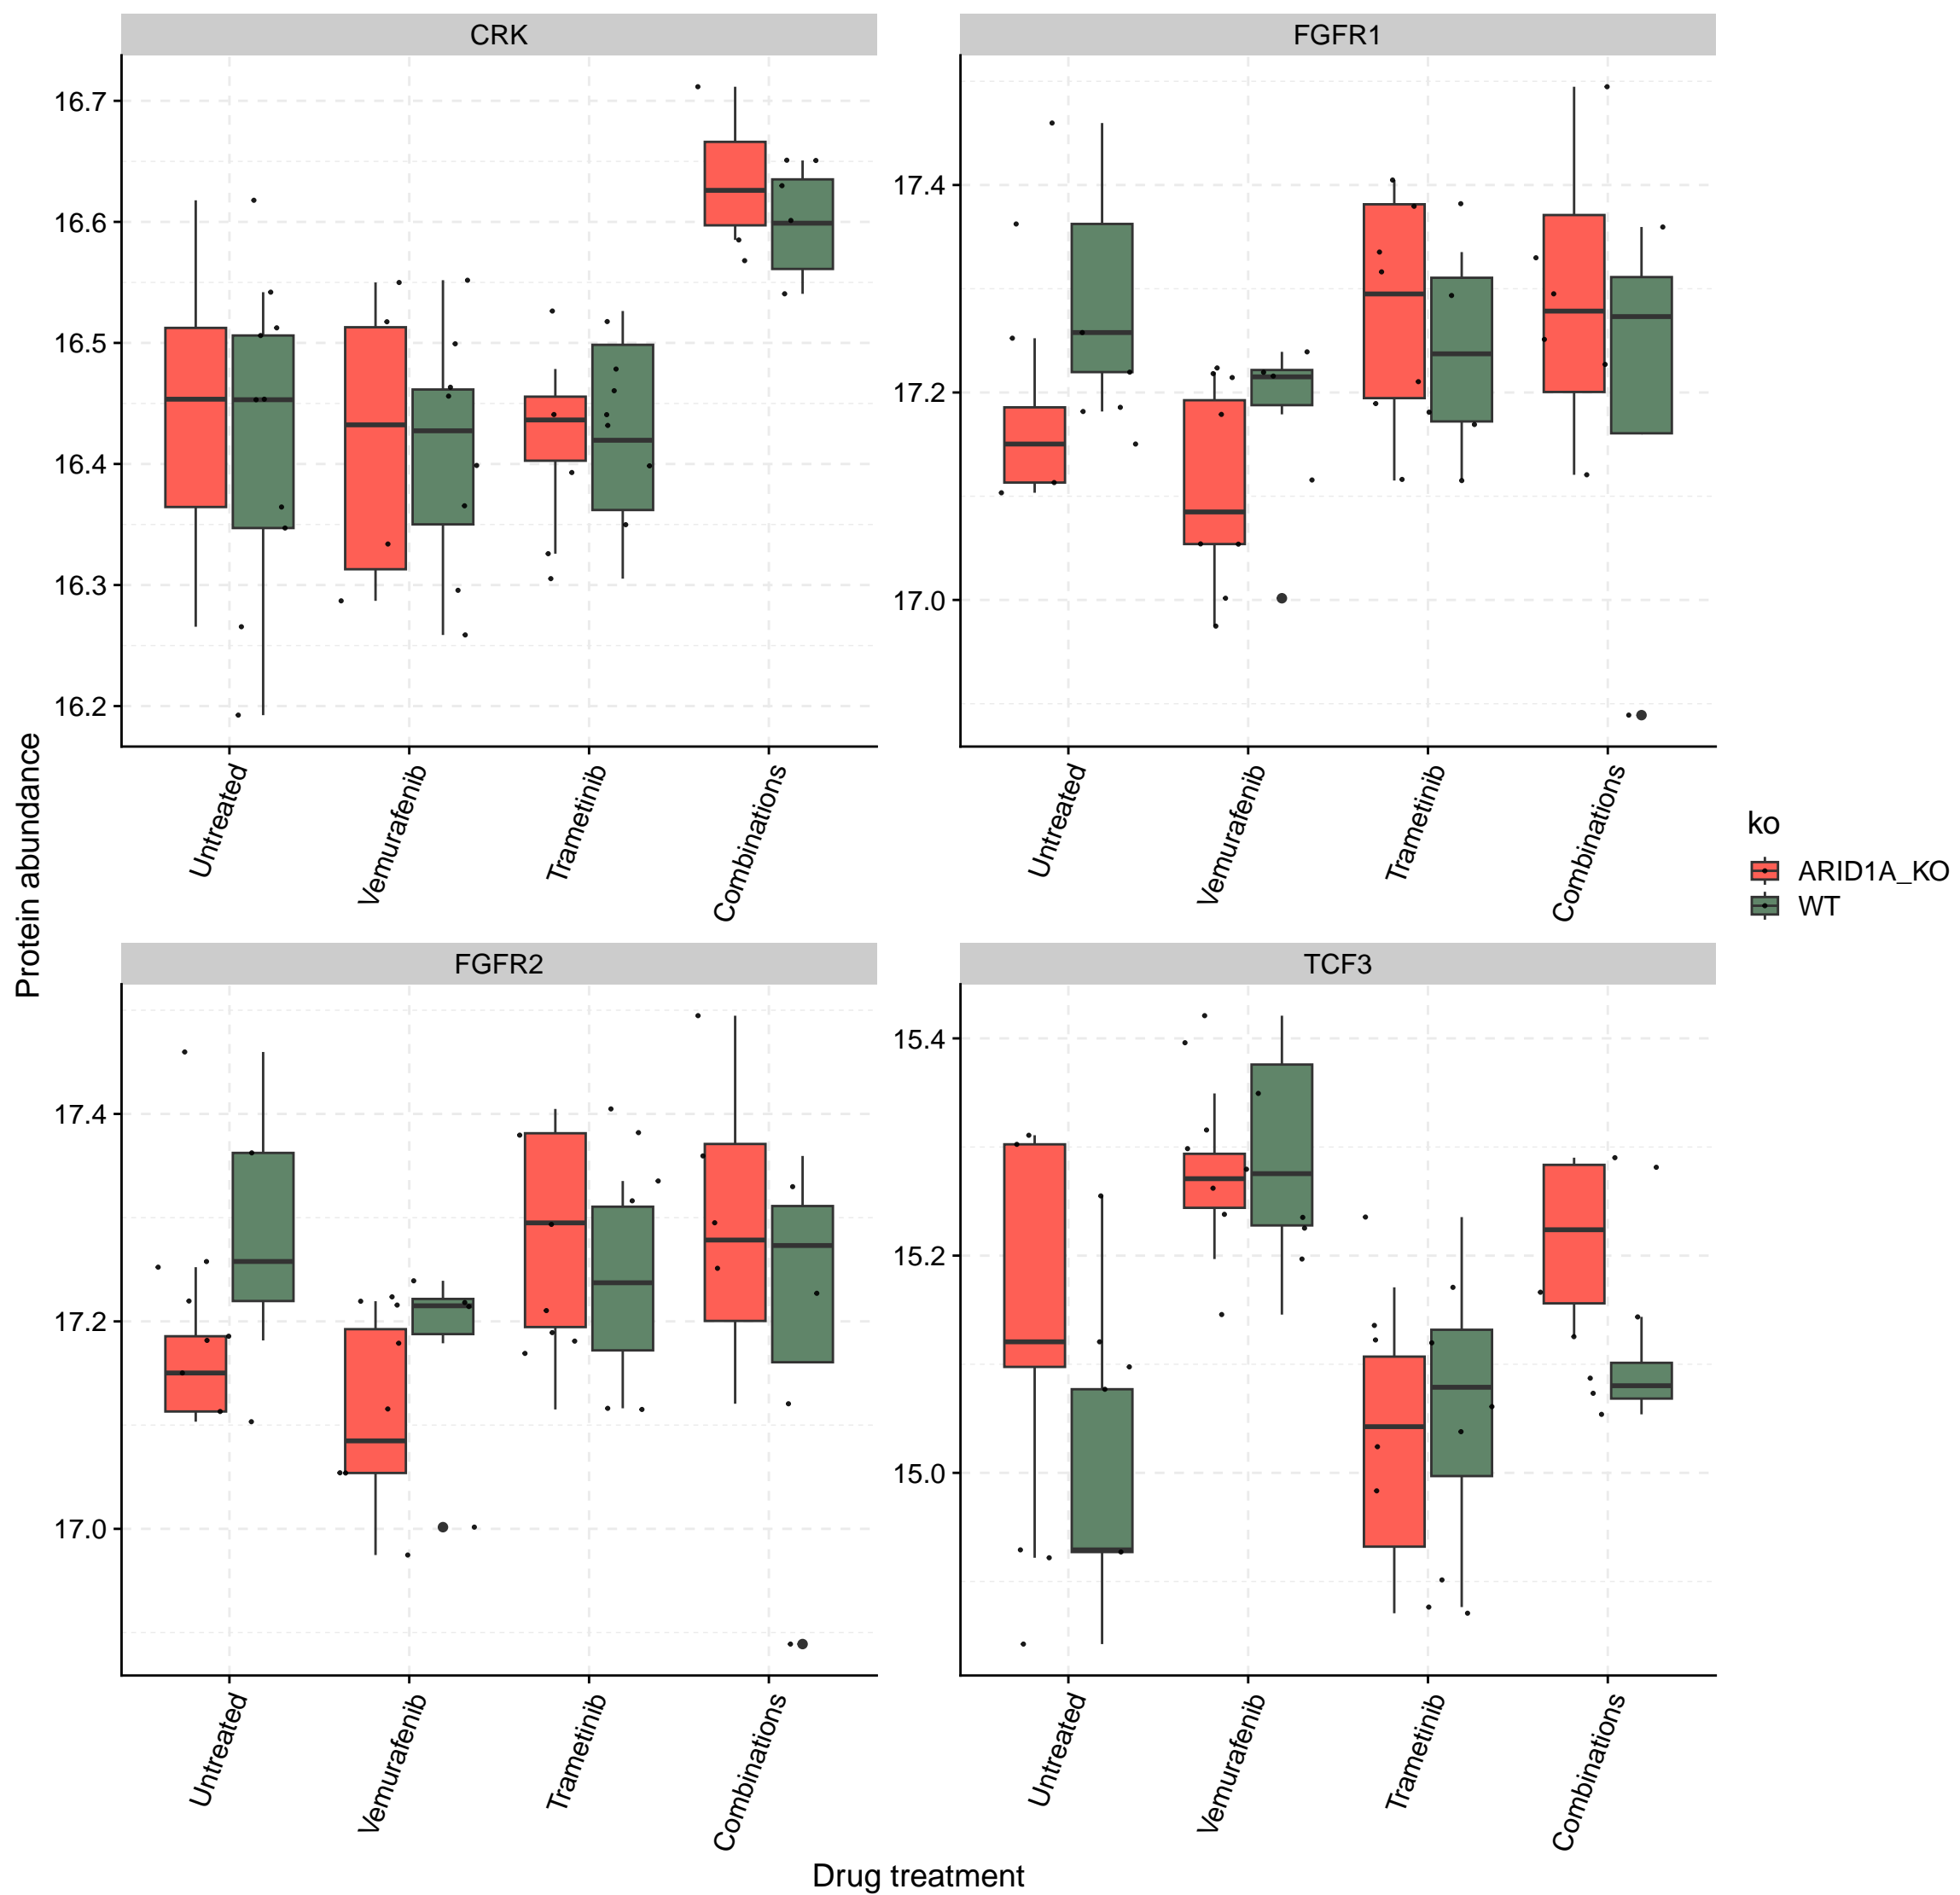 CRK
FGFR1
16.7
16.6
16.5
16.4
16.3
16.2
17.4
17.2
17.0
Untreated
Vemurafenib
Trametinib
Combinations
Untreated
Vemurafenib
Trametinib
Combinations
Protein abundance
ko
ARID1A_KO
WT
FGFR2
TCF3
17.4
17.2
17.0
15.4
15.2
15.0
Untreated
Vemurafenib
Trametinib
Combinations
Untreated
Vemurafenib
Trametinib
Combinations
Drug treatment